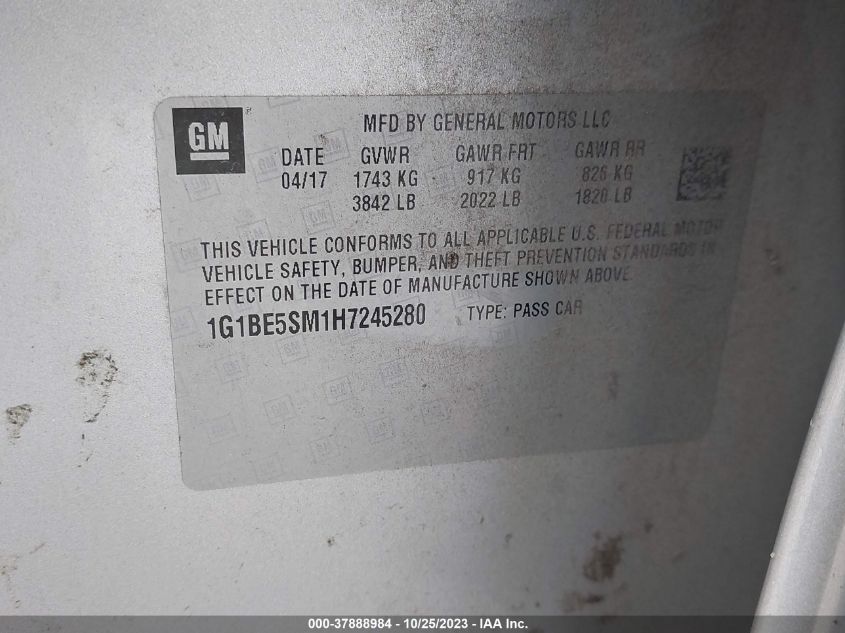 GM
MFD BY GENERAL MOTORS LLC
DATE GVWR GAWR FRT GAWR RR
04/17 1743 KG 917 KG 826 KG
3842 LB 2022 LB 1820 LB
THIS VEHICLE CONFORMS TO ALL APPLICABLE U.S. FEDERAL MOTOR
VEHICLE SAFETY, BUMPER, AND THEFT PREVENTION STANDARDS IN
EFFECT ON THE DATE OF MANUFACTURE SHOWN ABOVE.
1G1BE5SM1H7245280 TYPE: PASS CAR
000-37888984 - 10/25/2023 - IAA Inc.